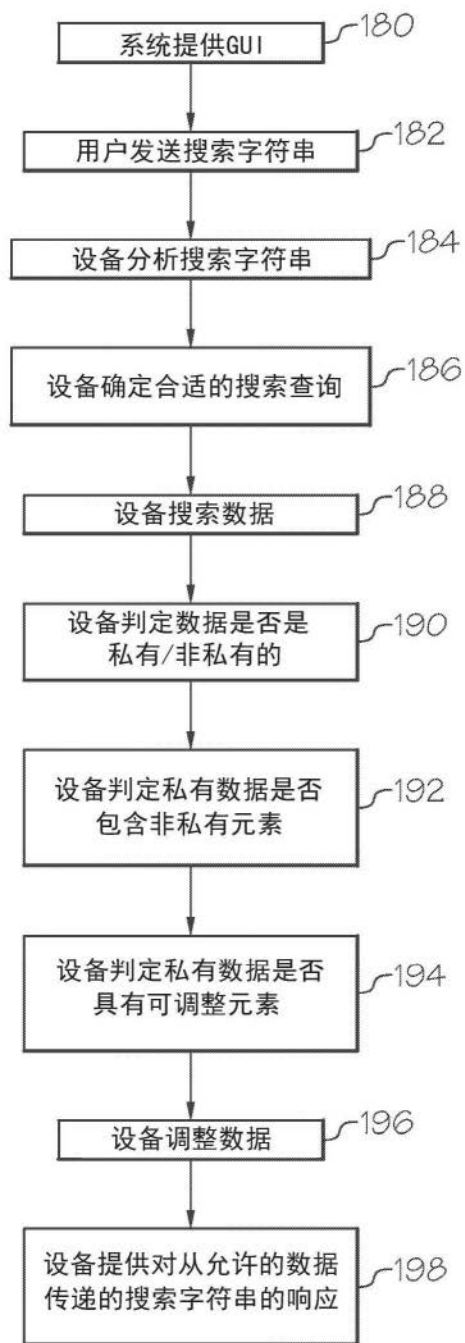 系统提供GUI
180
用户发送搜索字符串
182
设备分析搜索字符串
184
设备确定合适的搜索查询
186
设备搜索数据
188
设备判定数据是否是
私有/非私有的
190
设备判定私有数据是否
包含非私有元素
192
设备判定私有数据是否
具有可调整元素
194
设备调整数据
196
设备提供对从允许的数据
传递的搜索字符串的响应
198